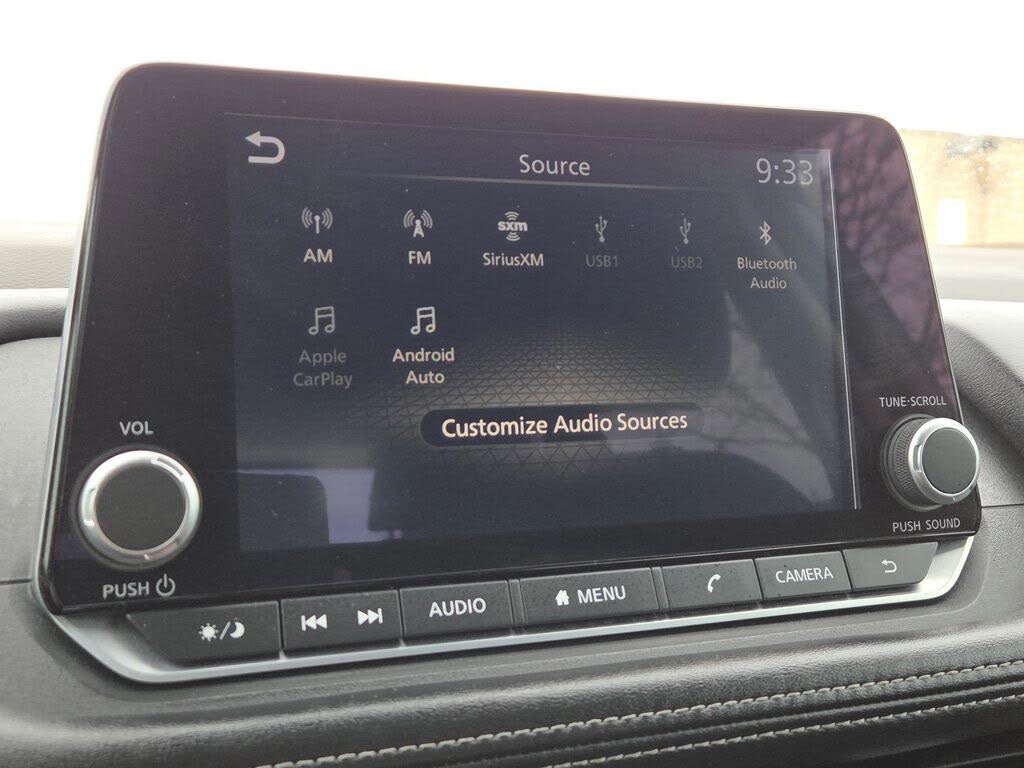 Source
9:33
AM
FM
sxm
SiriusXM
USB1
USB2
Bluetooth
Audio
Apple
CarPlay
Android
Auto
Customize Audio Sources
VOL
PUSH
TUNE·SCROLL
PUSH SOUND
AUDIO
MENU
CAMERA